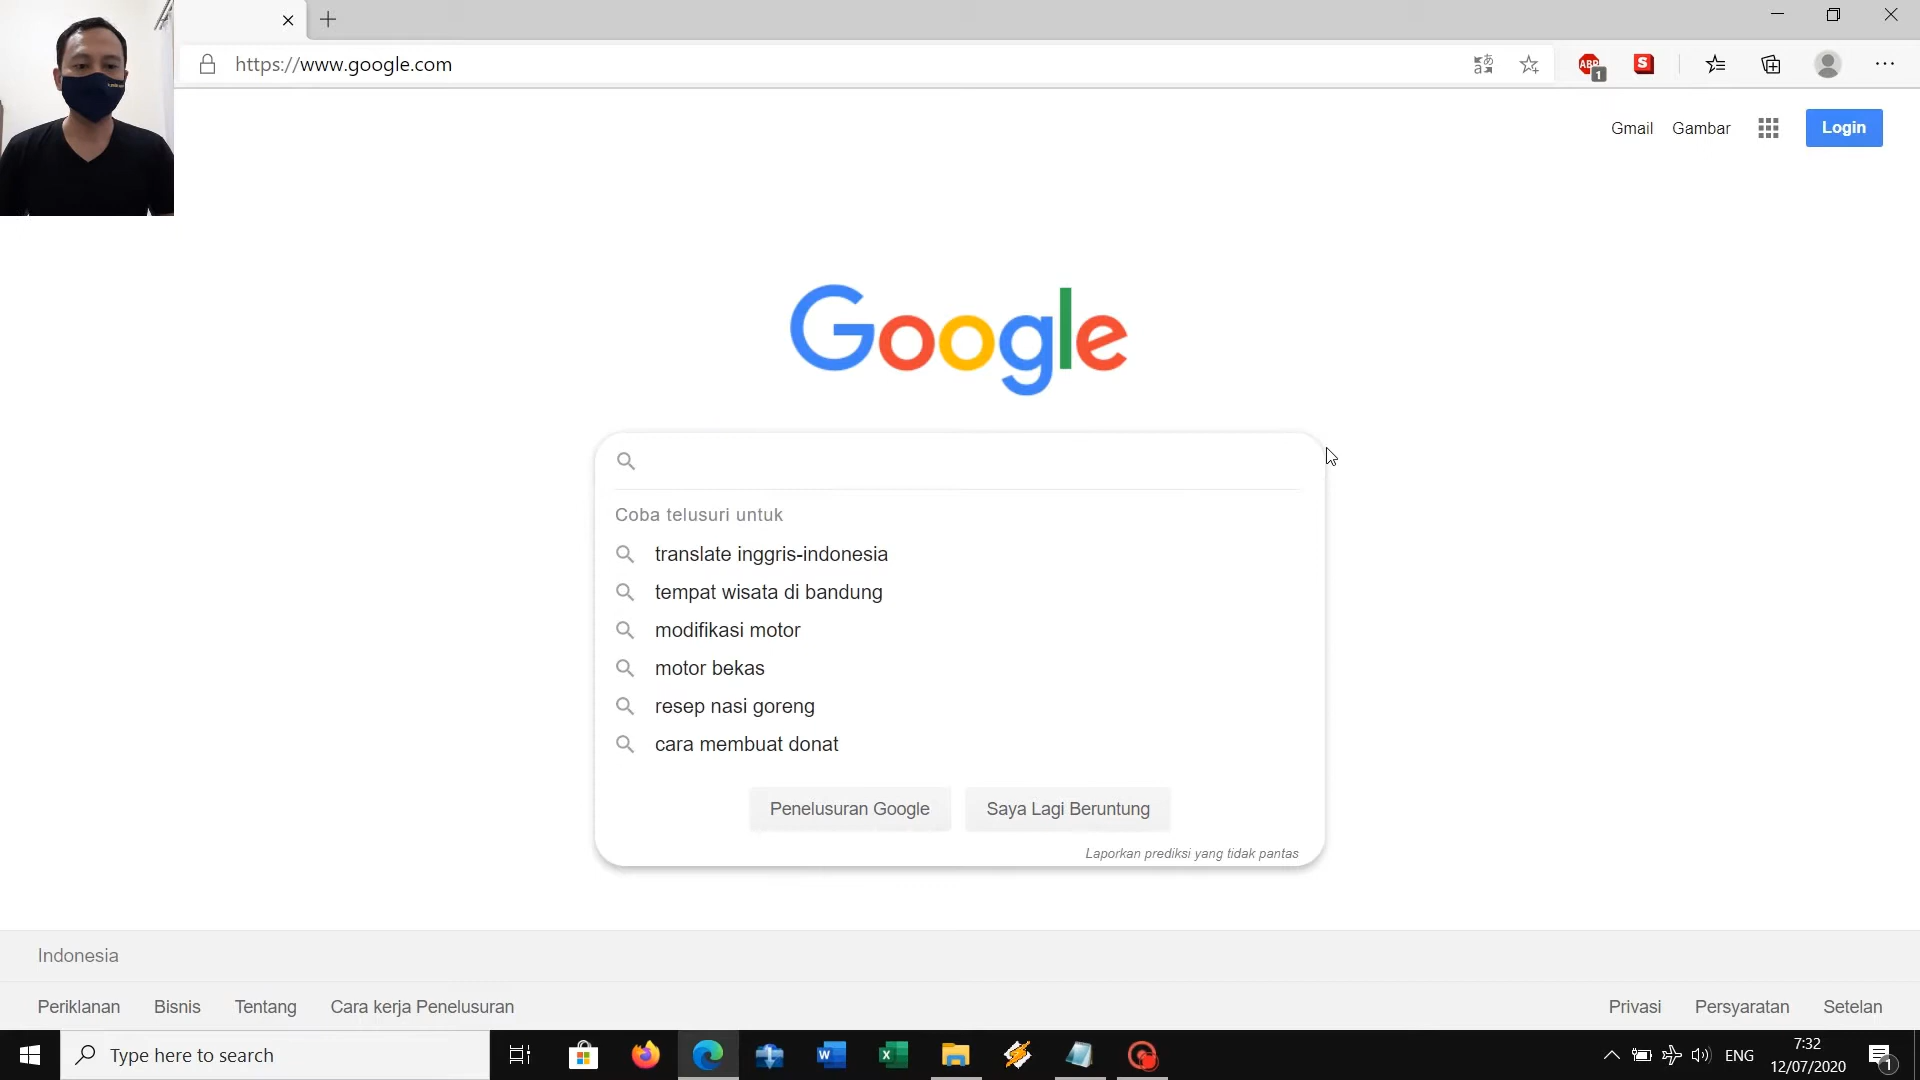 https://www.google.com
ABP
1
S
Gmail Gambar Login
Google
Coba telusuri untuk
translate inggris-indonesia
tempat wisata di bandung
modifikasi motor
motor bekas
resep nasi goreng
cara membuat donat
Penelusuran Google Saya Lagi Beruntung
Laporkan prediksi yang tidak pantas
Indonesia
Periklanan Bisnis Tentang Cara kerja Penelusuran Privasi Persyaratan Setelan
Type here to search
ENG
7:32
12/07/2020
1